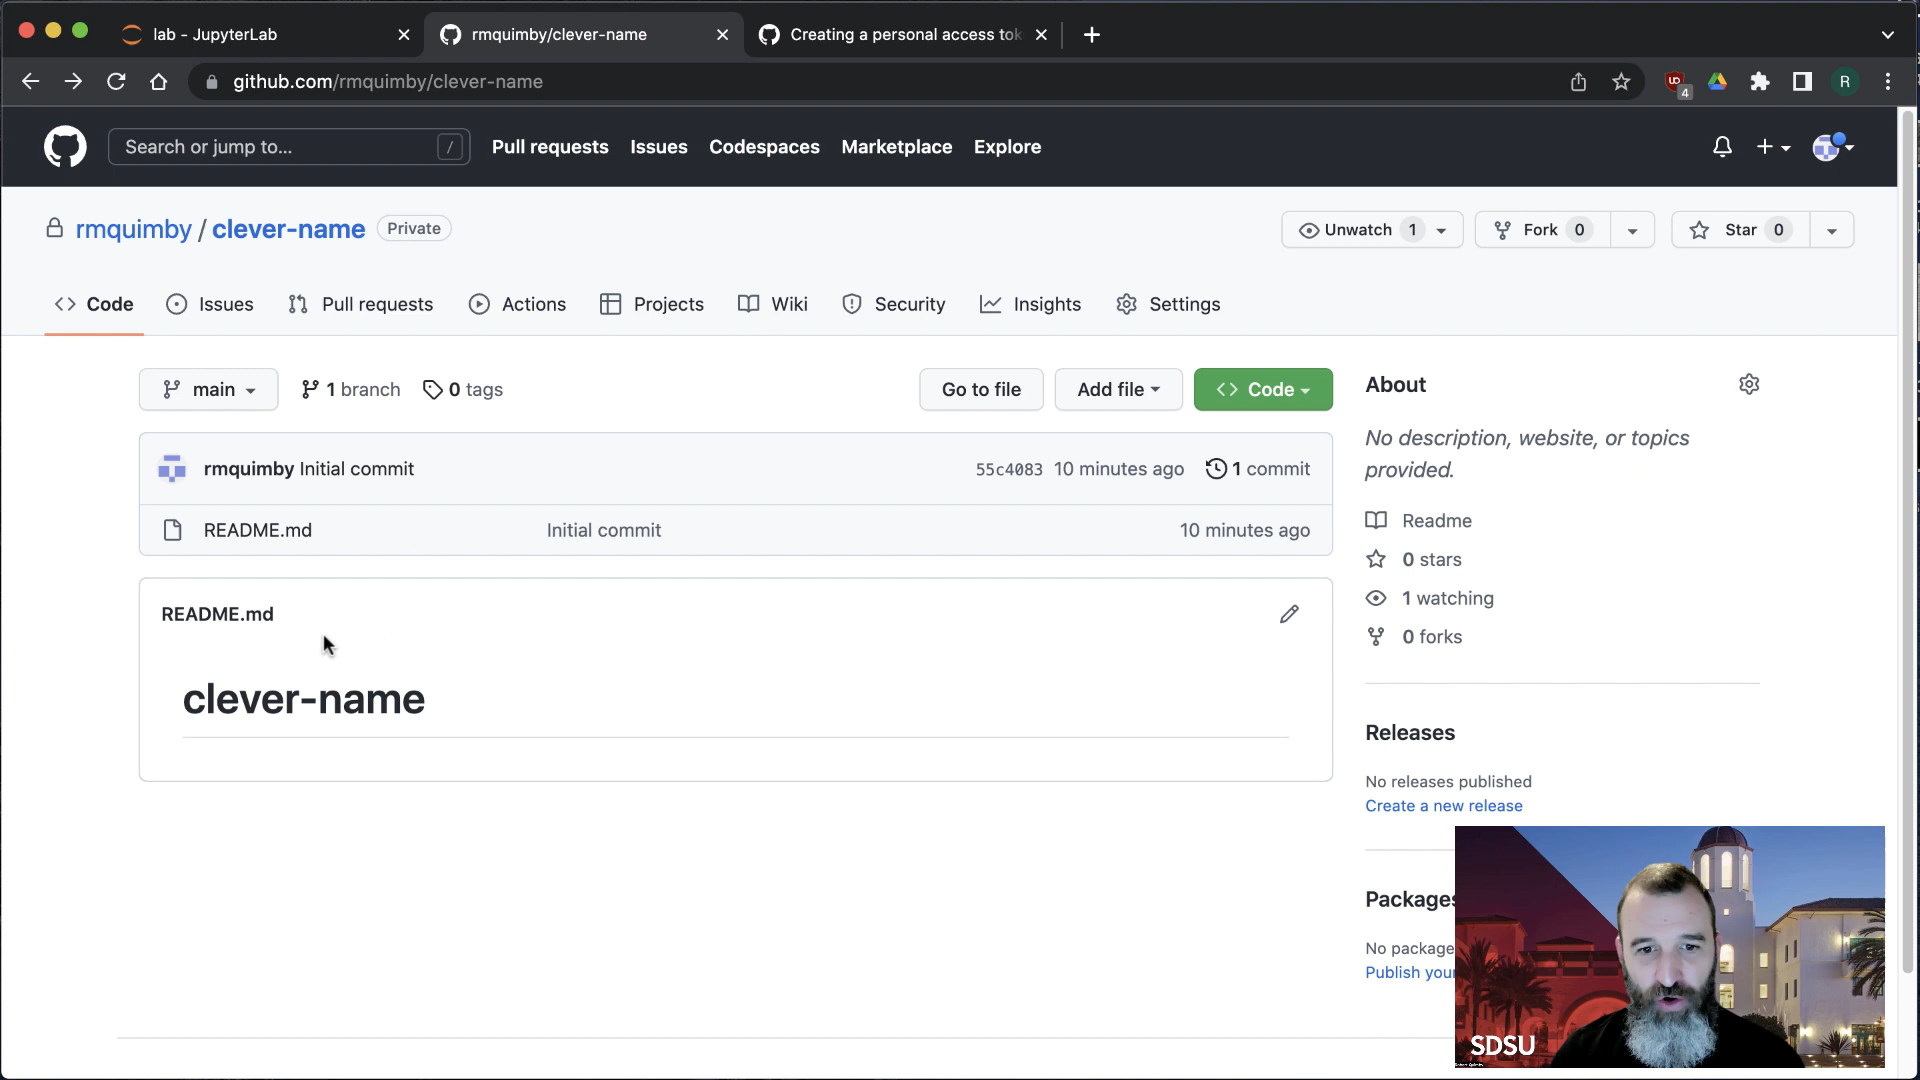 lab - JupyterLab
rmquimby/clever-name
Creating a personal access tok
github.com/rmquimby/clever-name
4
R
Search or jump to...
/
Pull requests
Issues
Codespaces
Marketplace
Explore
rmquimby / clever-name
Private
Unwatch 1
Fork 0
Star 0
Code
Issues
Pull requests
Actions
Projects
Wiki
Security
Insights
Settings
main
1 branch
0 tags
Go to file
Add file
Code
rmquimby Initial commit
55c4083 10 minutes ago
1 commit
README.md
Initial commit
10 minutes ago
README.md
clever-name
About
No description, website, or topics
provided.
Readme
0 stars
1 watching
0 forks
Releases
No releases published
Create a new release
Packages
No package
Publish your
SDSU